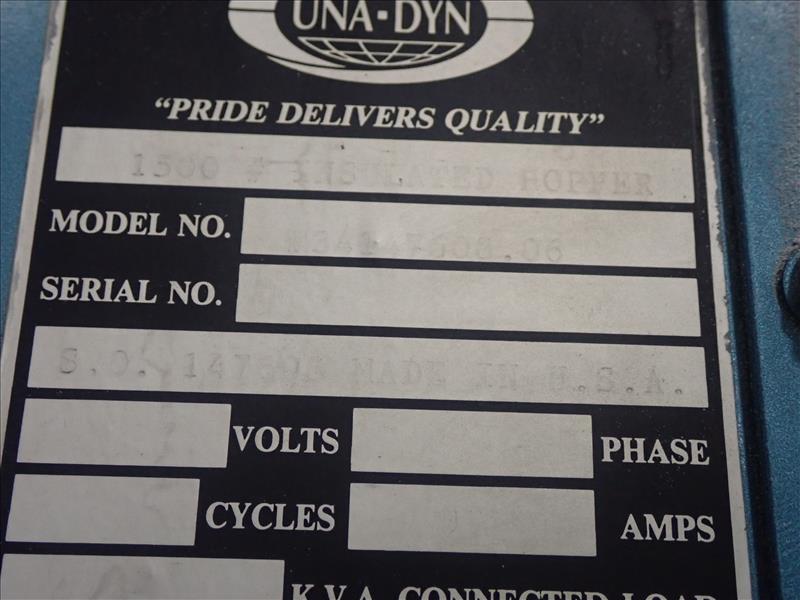 UNA-DYN
"PRIDE DELIVERS QUALITY"
1500 # INSULATED HOPPER
MODEL NO.
SERIAL NO.
S.O. MADE IN U.S.A.
VOLTS PHASE
CYCLES AMPS
K.V.A. CONNECTED LOAD